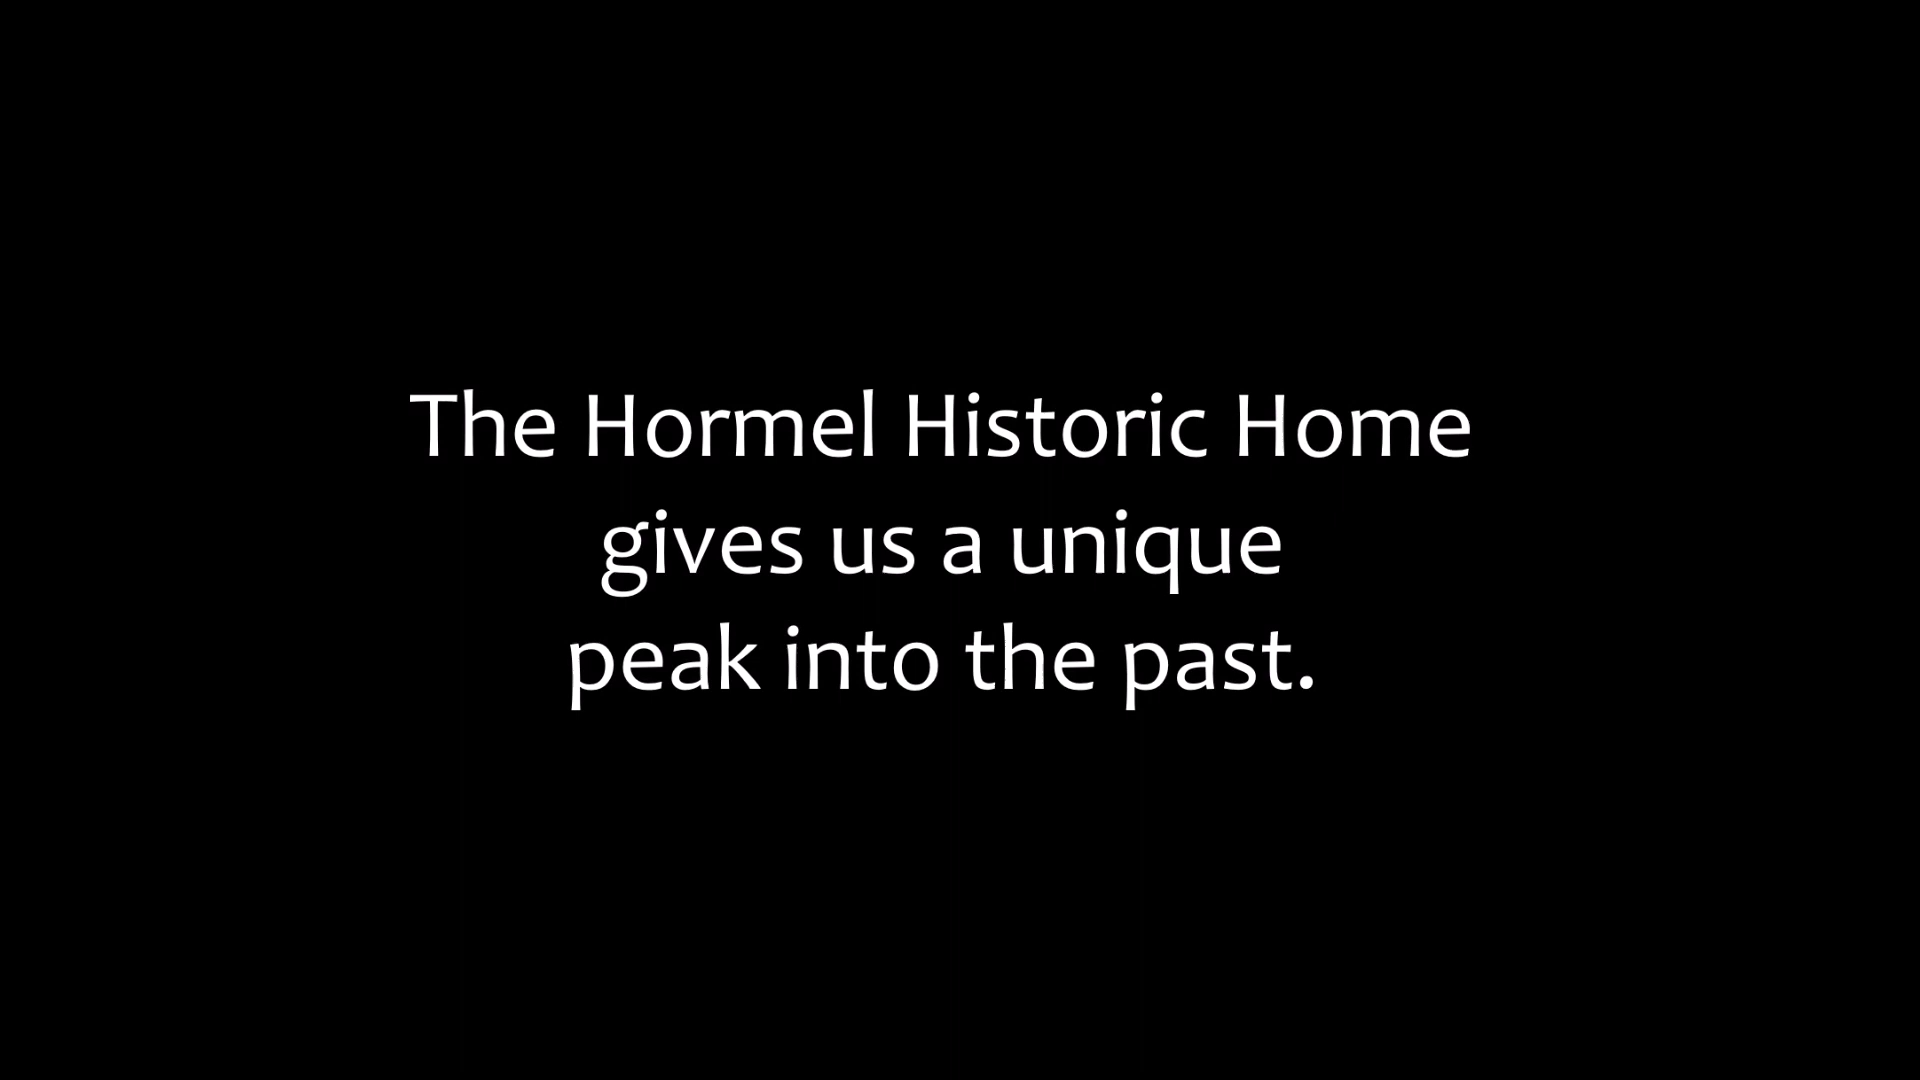 The Hormel Historic Home
gives us a unique
peak into the past.